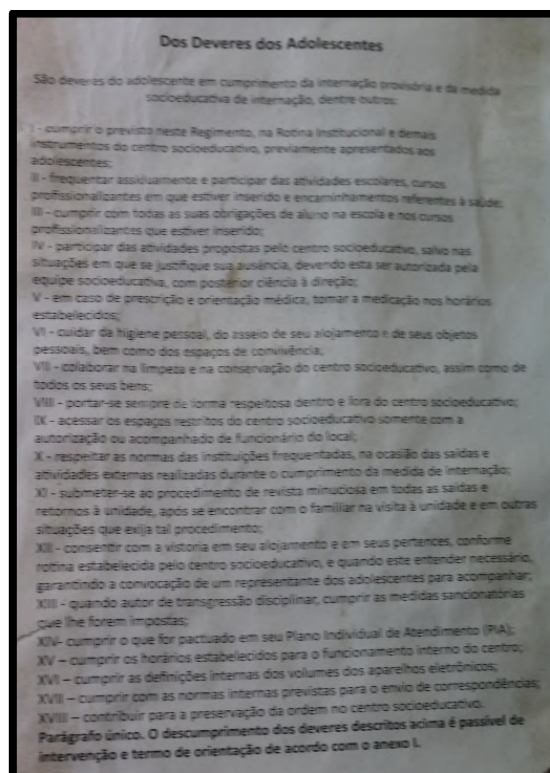 Dos Deveres dos Adolescentes
São deveres do adolescente em cumprimento da internação provisória e da medida
socioeducativa de internação, dentre outros:
I - cumprir o previsto neste Regimento, na Rotina Institucional e demais
instrumentos do centro socioeducativo, previamente apresentados aos
adolescentes;
II - frequentar assiduamente e participar das atividades escolares, cursos
profissionalizantes em que estiver inserido e encaminhamentos referentes à saúde;
III - cumprir com todas as suas obrigações de aluno na escola e nos cursos
profissionalizantes que estiver inserido;
IV - participar das atividades propostas pelo centro socioeducativo, salvo nas
situações em que se justifique sua ausência, devendo esta ser autorizada pela
equipe socioeducativa, com posterior ciência à direção;
V - em caso de prescrição e orientação médica, tomar a medicação nos horários
estabelecidos;
VI - cuidar da higiene pessoal, do asseio de seu alojamento e de seus objetos
pessoais, bem como dos espaços de convivência;
VII - colaborar na limpeza e na conservação do centro socioeducativo, assim como de
todos os seus bens;
VIII - portar-se sempre de forma respeitosa dentro e fora do centro socioeducativo;
IX - acessar os espaços restritos do centro socioeducativo somente com a
autorização ou acompanhado de funcionário do local;
X - respeitar as normas das instituições frequentadas, na ocasião das saídas e
atividades externas realizadas durante o cumprimento da medida de internação;
XI - submeter-se ao procedimento de revista minuciosa em todas as saídas e
retornos à unidade, após se encontrar com o familiar na visita à unidade e em outras
situações que exija tal procedimento;
XII - consentir com a vistoria em seu alojamento e em seus pertences, conforme
rotina estabelecida pelo centro socioeducativo, e quando este entender necessário,
garantindo a convocação de um representante dos adolescentes para acompanhar;
XIII - quando autor de transgressão disciplinar, cumprir as medidas sancionatórias
que lhe forem impostas;
XIV- cumprir o que for pactuado em seu Plano Individual de Atendimento (PIA);
XV – cumprir os horários estabelecidos para o funcionamento interno do centro;
XVI – cumprir as definições internas dos volumes dos aparelhos eletrônicos;
XVII – cumprir com as normas internas previstas para o envio de correspondências;
XVIII – contribuir para a preservação da ordem no centro socioeducativo.
Parágrafo único. O descumprimento dos deveres descritos acima é passível de
intervenção e termo de orientação de acordo com o anexo I.